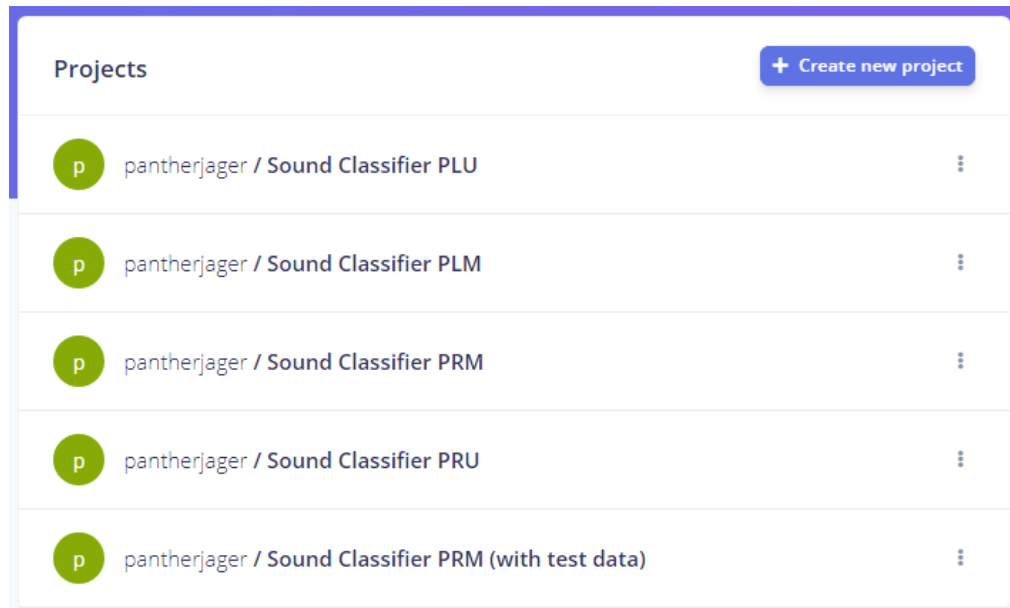 Projects
+ Create new project
p pantherjager / Sound Classifier PLU
p pantherjager / Sound Classifier PLM
p pantherjager / Sound Classifier PRM
p pantherjager / Sound Classifier PRU
p pantherjager / Sound Classifier PRM (with test data)